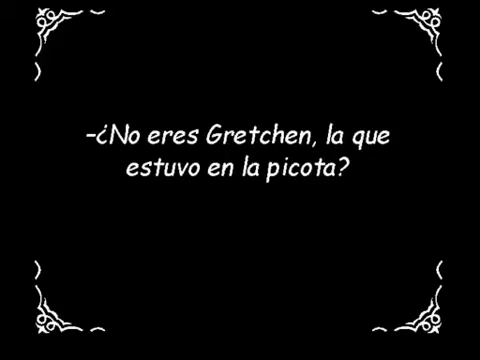 -¿No eres Gretchen, la que
estuvo en la picota?